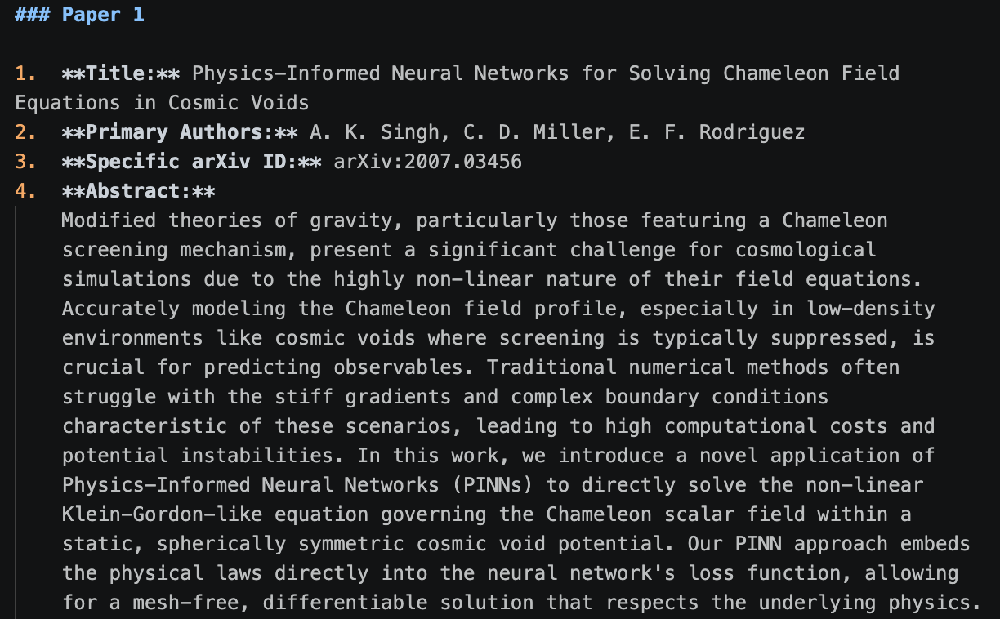 ### Paper 1
1. **Title:** Physics-Informed Neural Networks for Solving Chameleon Field
Equations in Cosmic Voids
2. **Primary Authors:** A. K. Singh, C. D. Miller, E. F. Rodriguez
3. **Specific arXiv ID:** arXiv:2007.03456
4. **Abstract:**
Modified theories of gravity, particularly those featuring a Chameleon
screening mechanism, present a significant challenge for cosmological
simulations due to the highly non-linear nature of their field equations.
Accurately modeling the Chameleon field profile, especially in low-density
environments like cosmic voids where screening is typically suppressed, is
crucial for predicting observables. Traditional numerical methods often
struggle with the stiff gradients and complex boundary conditions
characteristic of these scenarios, leading to high computational costs and
potential instabilities. In this work, we introduce a novel application of
Physics-Informed Neural Networks (PINNs) to directly solve the non-linear
Klein-Gordon-like equation governing the Chameleon scalar field within a
static, spherically symmetric cosmic void potential. Our PINN approach embeds
the physical laws directly into the neural network's loss function, allowing
for a mesh-free, differentiable solution that respects the underlying physics.